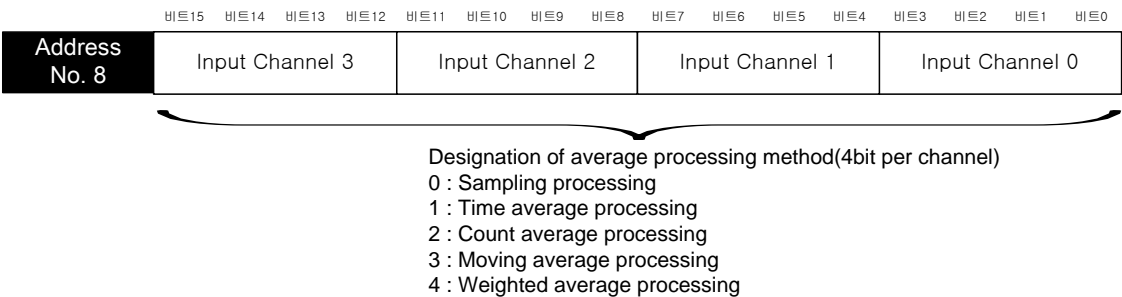 비트15 비트14 비트13 비트12 비트11 비트10 비트9 비트8 비트7 비트6 비트5 비트4 비트3 비트2 비트1 비트0
Address
No. 8
Input Channel 3 Input Channel 2 Input Channel 1 Input Channel 0
Designation of average processing method(4bit per channel)
0 : Sampling processing
1 : Time average processing
2 : Count average processing
3 : Moving average processing
4 : Weighted average processing